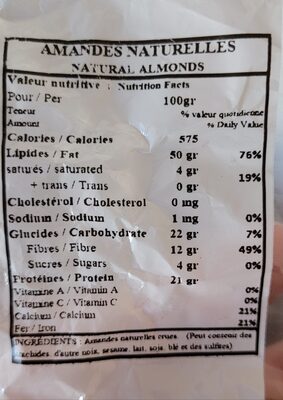 AMANDES NATURELLES
NATURAL ALMONDS
Valeur nutritive : Nutrition Facts
Pour / Per 100gr
Teneur % valeur quotidienne
Amount % Daily Value
Calories / Calories 575
Lipides / Fat 50 gr 76%
saturés / saturated 4 gr
19%
+ trans / Trans 0 gr
Cholestérol / Cholesterol 0 mg
Sodium / Sodium 1 mg 0%
Glucides / Carbohydrate 22 gr 7%
Fibres / Fibre 12 gr 49%
Sucres / Sugars 4 gr 0%
Protéines / Protein 21 gr
Vitamine A / Vitamin A 0%
Vitamine C / Vitamin C 0%
Calcium / Calcium 21%
Fer / Iron 21%
INGRÉDIENTS : Amandes naturelles crues. (Peut contenir des
arachides, d'autre noix, sésame, lait, soja, blé et des sulfites)